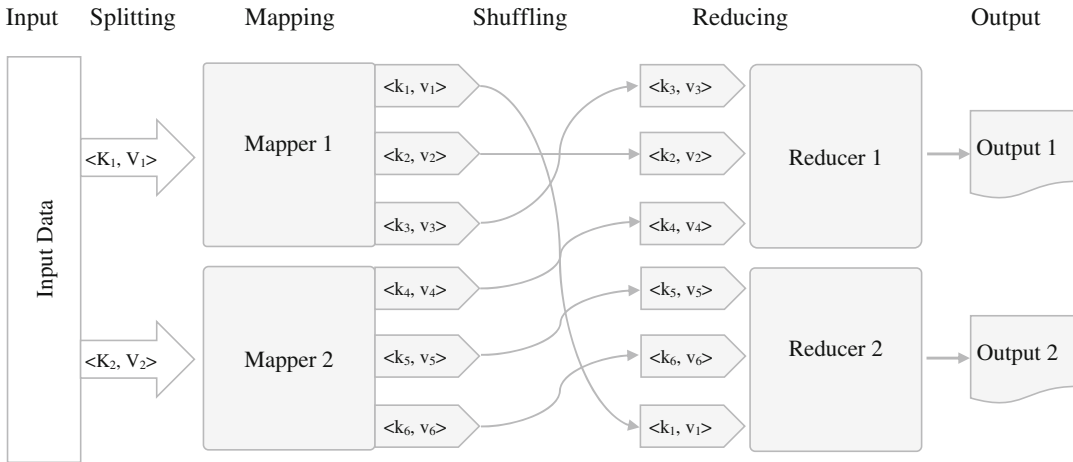 Input Splitting Mapping Shuffling Reducing Output
Input Data
<K₁, V₁>
<K₂, V₂>
Mapper 1
<k₁, v₁>
<k₂, v₂>
<k₃, v₃>
Mapper 2
<k₄, v₄>
<k₅, v₅>
<k₆, v₆>
<k₃, v₃>
<k₂, v₂>
<k₄, v₄>
Reducer 1
<k₅, v₅>
<k₆, v₆>
<k₁, v₁>
Reducer 2
Output 1
Output 2